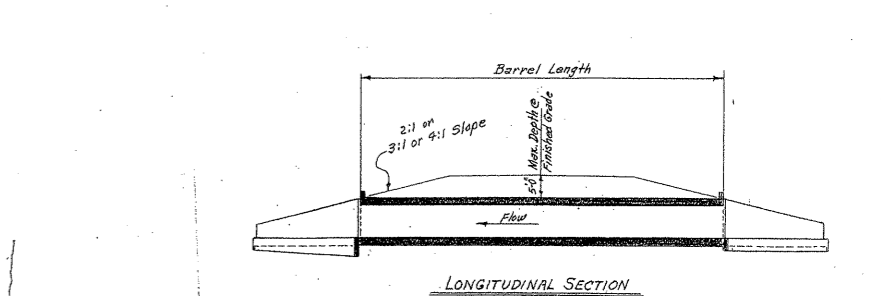 Barrel Length
2:1 or
3:1 or 4:1 Slope
5'-0" Max. Depth @
Finished Grade
Flow
LONGITUDINAL SECTION